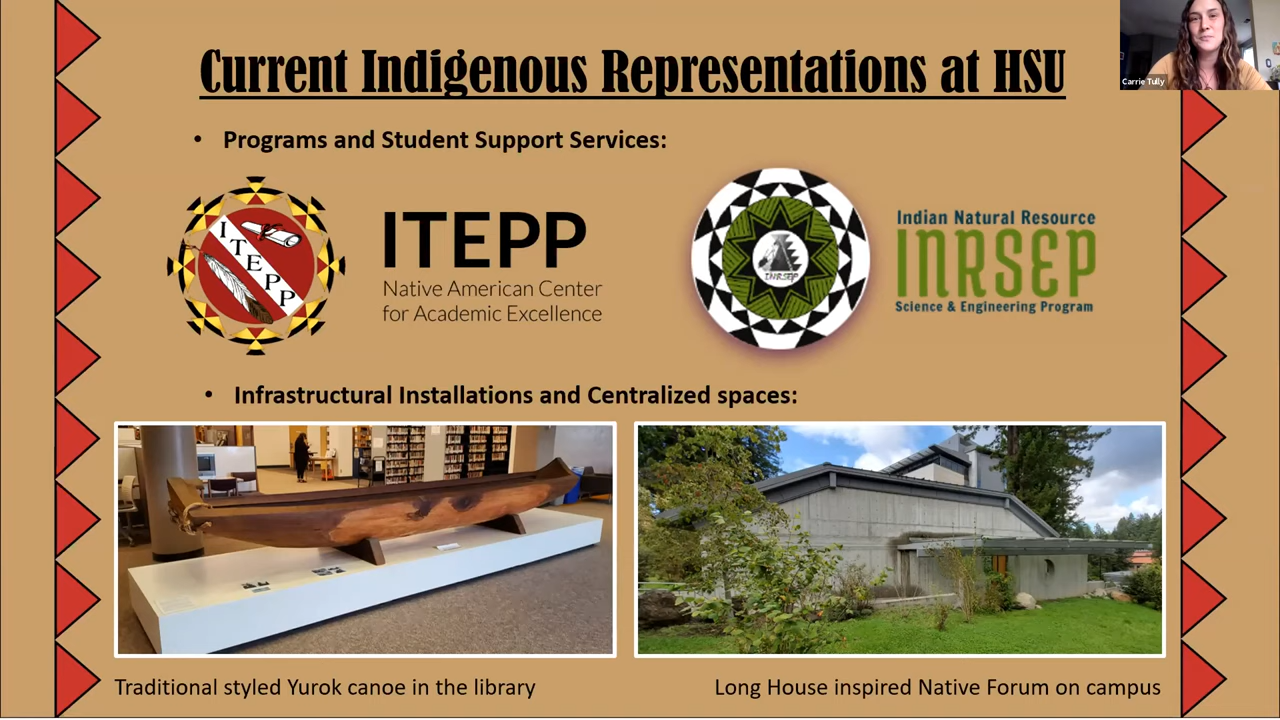 Current Indigenous Representations at HSU
Carrie Tully
• Programs and Student Support Services:
ITEPP
ITEPP
Native American Center
for Academic Excellence
INRSEP
Indian Natural Resource
INRSEP
Science & Engineering Program
• Infrastructural Installations and Centralized spaces:
Traditional styled Yurok canoe in the library
Long House inspired Native Forum on campus